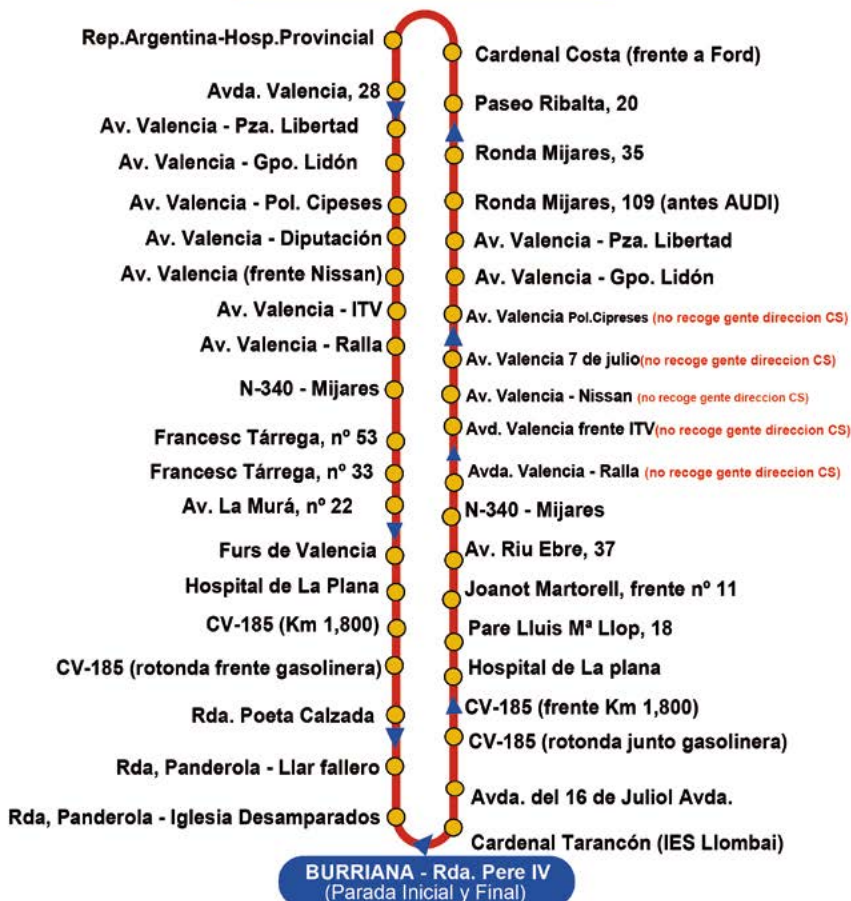 Rep.Argentina-Hosp.Provincial
Avda. Valencia, 28
Av. Valencia - Pza. Libertad
Av. Valencia - Gpo. Lidón
Av. Valencia - Pol. Cipeses
Av. Valencia - Diputación
Av. Valencia (frente Nissan)
Av. Valencia - ITV
Av. Valencia - Ralla
N-340 - Mijares
Francesc Tárrega, nº 53
Francesc Tárrega, nº 33
Av. La Murá, nº 22
Furs de Valencia
Hospital de La Plana
CV-185 (Km 1,800)
CV-185 (rotonda frente gasolinera)
Rda. Poeta Calzada
Rda, Panderola - Llar fallero
Rda, Panderola - Iglesia Desamparados
Cardenal Costa (frente a Ford)
Paseo Ribalta, 20
Ronda Mijares, 35
Ronda Mijares, 109 (antes AUDI)
Av. Valencia - Pza. Libertad
Av. Valencia - Gpo. Lidón
Av. Valencia Pol.Cipreses (no recoge gente direccion CS)
Av. Valencia 7 de julio(no recoge gente direccion CS)
Av. Valencia - Nissan (no recoge gente direccion CS)
Avd. Valencia frente ITV(no recoge gente direccion CS)
Avda. Valencia - Ralla (no recoge gente direccion CS)
N-340 - Mijares
Av. Riu Ebre, 37
Joanot Martorell, frente nº 11
Pare Lluis Mª Llop, 18
Hospital de La plana
CV-185 (frente Km 1,800)
CV-185 (rotonda junto gasolinera)
Avda. del 16 de Juliol Avda.
Cardenal Tarancón (IES Llombai)
BURRIANA - Rda. Pere IV
(Parada Inicial y Final)